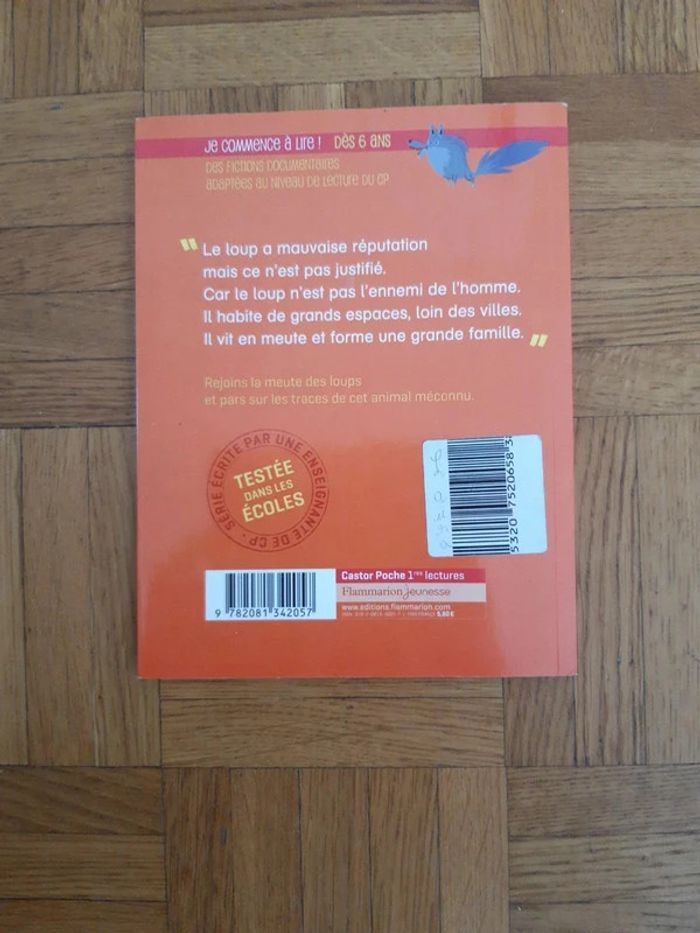 Je commence à lire ! Dès 6 ans
Des fictions documentaires
adaptées au niveau de lecture du CP
" Le loup a mauvaise réputation
mais ce n'est pas justifié.
Car le loup n'est pas l'ennemi de l'homme.
Il habite de grands espaces, loin des villes.
Il vit en meute et forme une grande famille. "
Rejoins la meute des loups
et pars sur les traces de cet animal méconnu.
SÉRIE ÉCRITE PAR UNE ENSEIGNANTE DE CP
TESTÉE
DANS LES
ÉCOLES
9 782081 342057
Castor Poche 1res lectures
Flammarion jeunesse
www.editions.flammarion.com
5,60 €